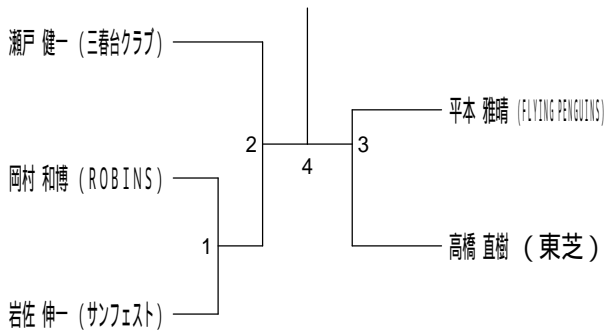 瀬戸 健一 (三春台クラブ)
平本 雅晴 (FLYING PENGUINS)
2
3
4
岡村 和博 (ROBINS)
1
高橋 直樹 (東芝)
岩佐 伸一 (サンフェスト)